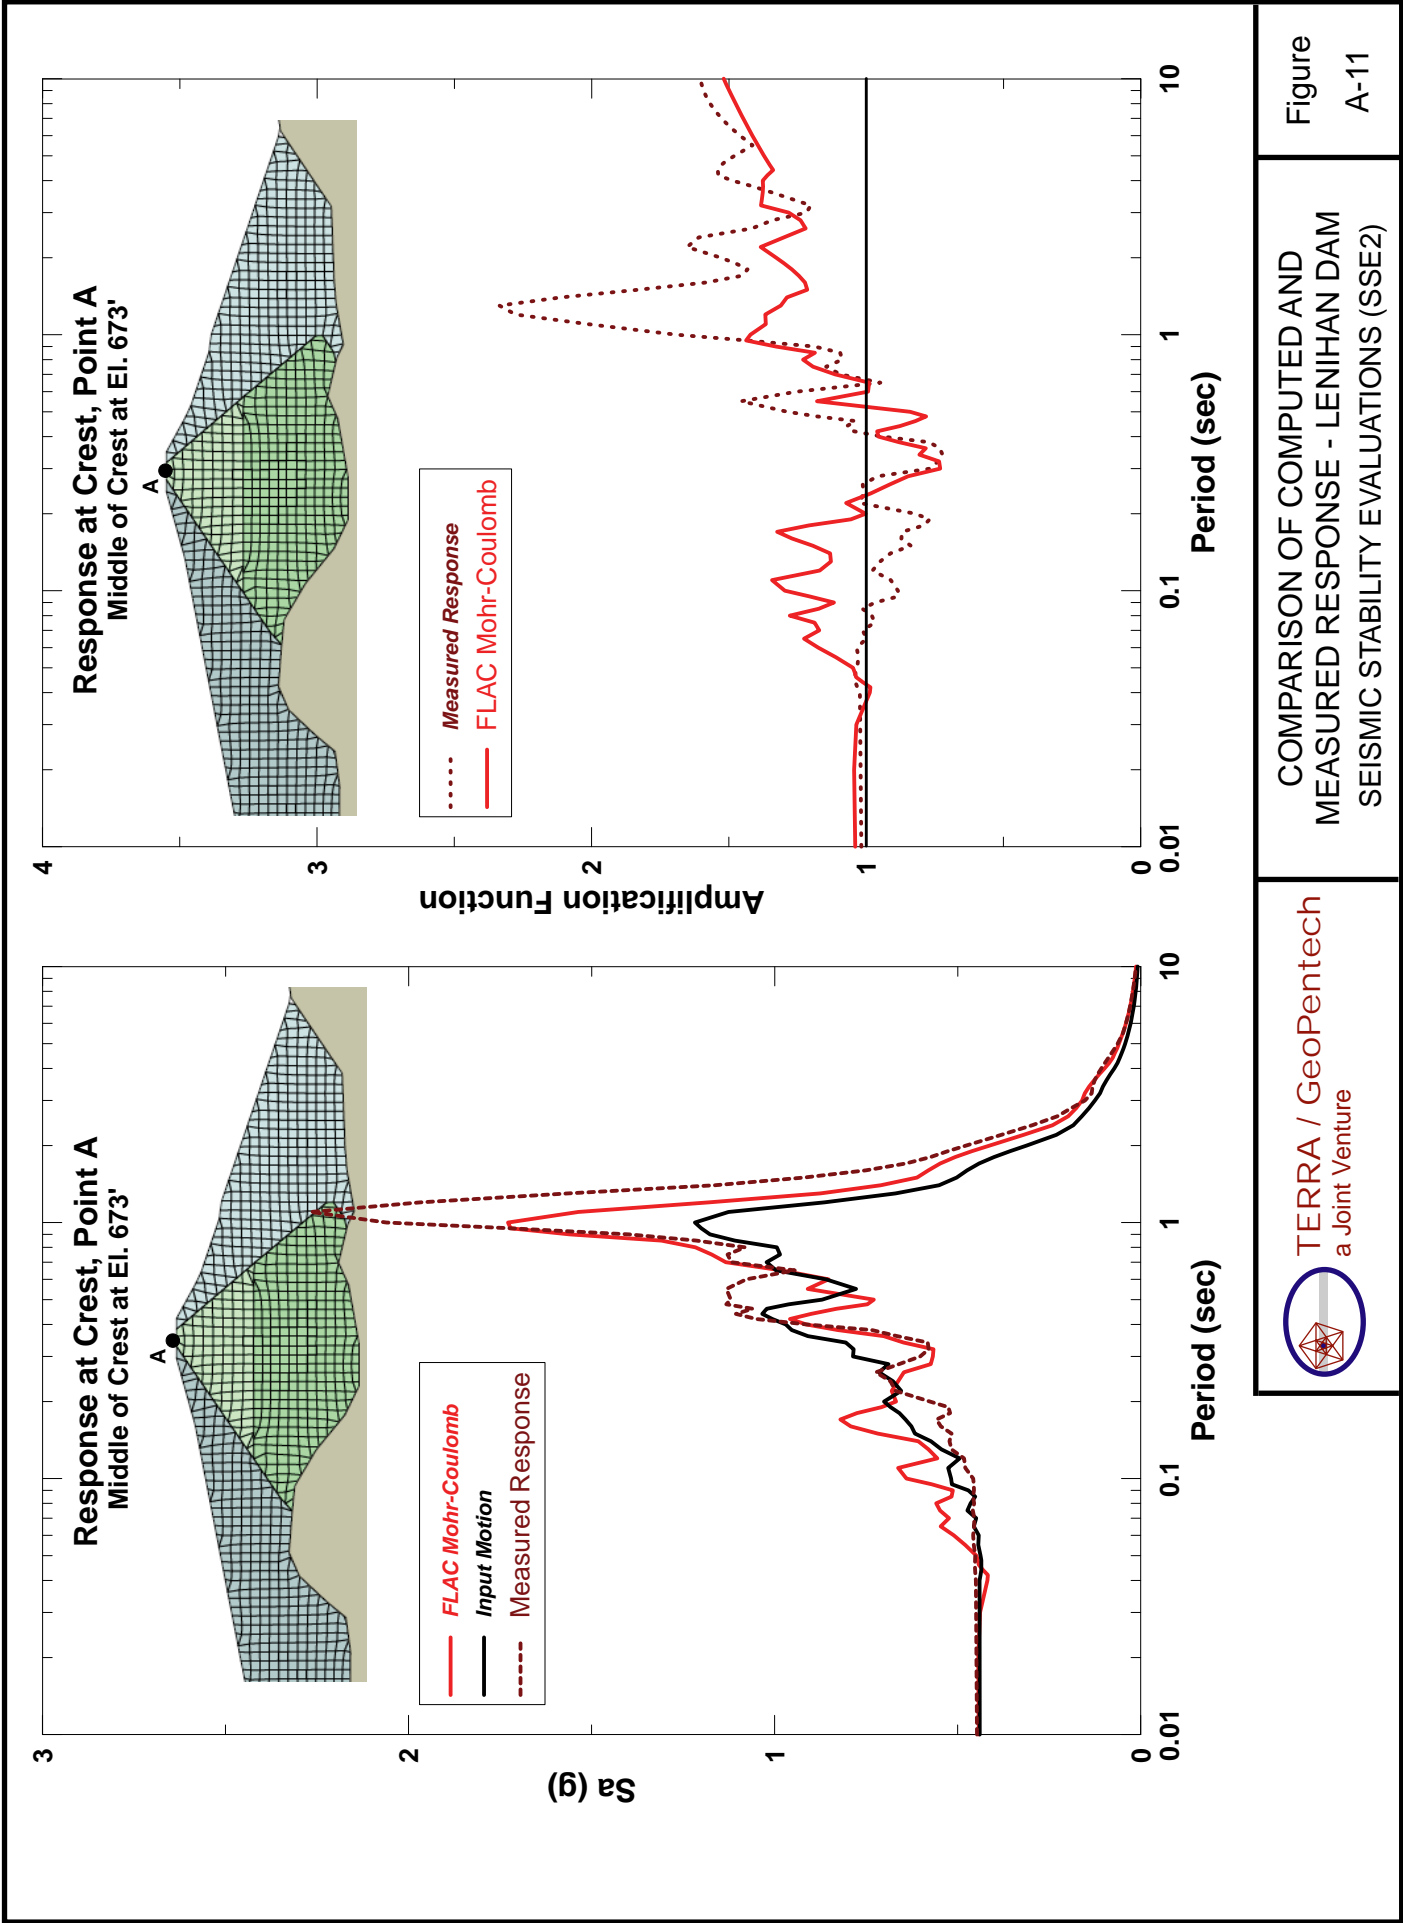 Response at Crest, Point A
Middle of Crest at El. 673'
A
FLAC Mohr-Coulomb
Input Motion
Measured Response
3
2
1
0
Sa (g)
0.01
0.1
1
10
Period (sec)
Response at Crest, Point A
Middle of Crest at El. 673'
A
Measured Response
FLAC Mohr-Coulomb
4
3
2
1
0
Amplification Function
0.01
0.1
1
10
Period (sec)
TERRA / GeoPentech
a Joint Venture
COMPARISON OF COMPUTED AND
MEASURED RESPONSE - LENIHAN DAM
SEISMIC STABILITY EVALUATIONS (SSE2)
Figure
A-11